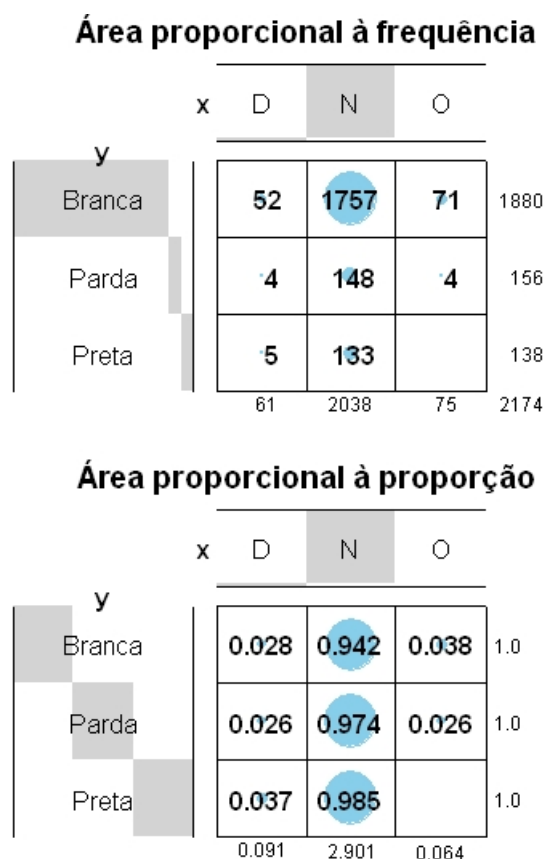 Área proporcional à frequência
x D N O
y
Branca 52 1757 71 1880
Parda 4 148 4 156
Preta 5 133 138
61 2038 75 2174
Área proporcional à proporção
x D N O
y
Branca 0.028 0.942 0.038 1.0
Parda 0.026 0.974 0.026 1.0
Preta 0.037 0.985 1.0
0.091 2.901 0.064